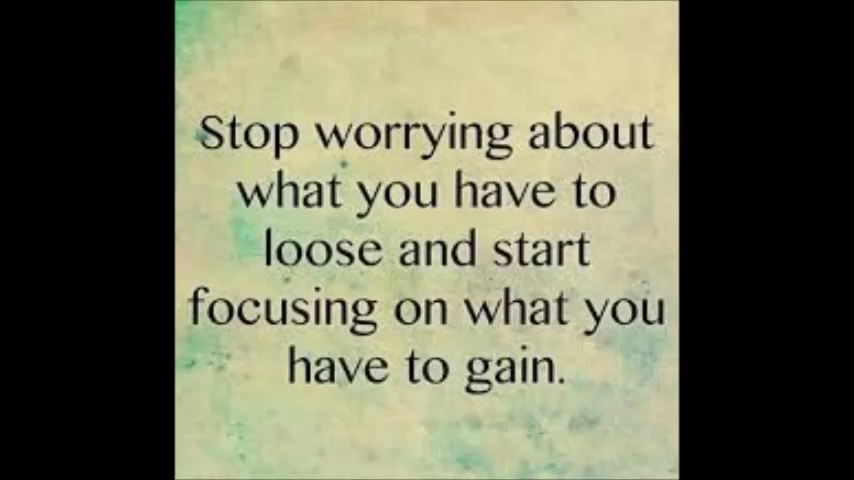 Stop worrying about
what you have to
loose and start
focusing on what you
have to gain.